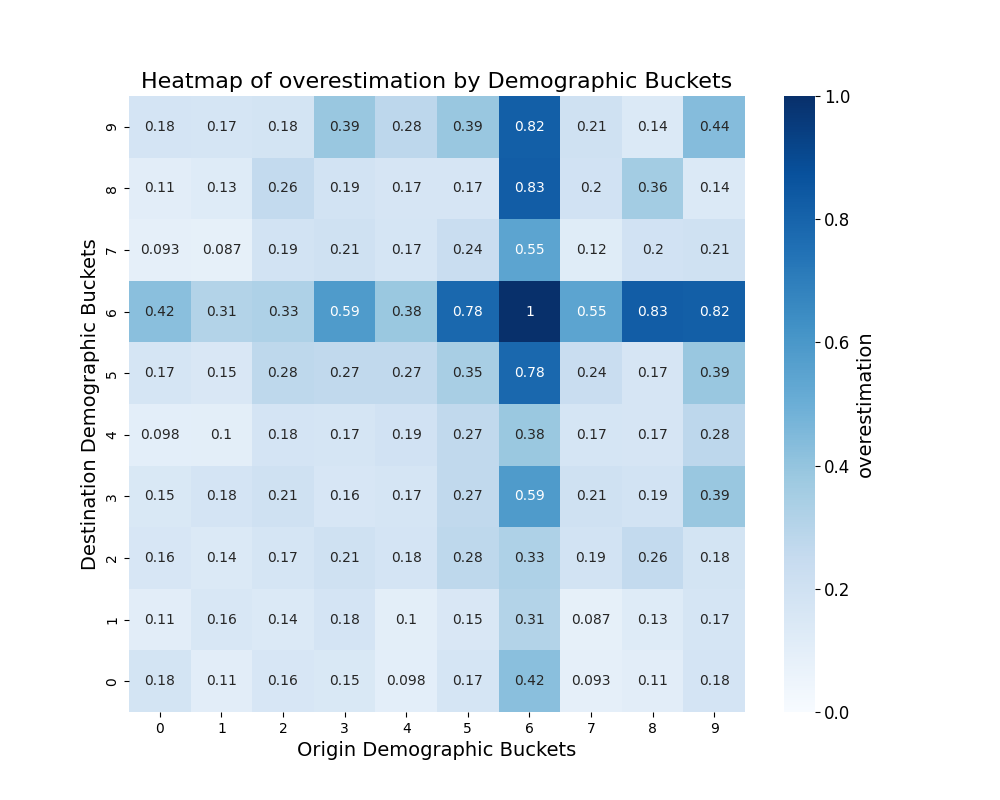 Heatmap of overestimation by Demographic Buckets
9 0.18 0.17 0.18 0.39 0.28 0.39 0.82 0.21 0.14 0.44
8 0.11 0.13 0.26 0.19 0.17 0.17 0.83 0.2 0.36 0.14
7 0.093 0.087 0.19 0.21 0.17 0.24 0.55 0.12 0.2 0.21
6 0.42 0.31 0.33 0.59 0.38 0.78 1 0.55 0.83 0.82
5 0.17 0.15 0.28 0.27 0.27 0.35 0.78 0.24 0.17 0.39
4 0.098 0.1 0.18 0.17 0.19 0.27 0.38 0.17 0.17 0.28
3 0.15 0.18 0.21 0.16 0.17 0.27 0.59 0.21 0.19 0.39
2 0.16 0.14 0.17 0.21 0.18 0.28 0.33 0.19 0.26 0.18
1 0.11 0.16 0.14 0.18 0.1 0.15 0.31 0.087 0.13 0.17
0 0.18 0.11 0.16 0.15 0.098 0.17 0.42 0.093 0.11 0.18
0 1 2 3 4 5 6 7 8 9
Origin Demographic Buckets
Destination Demographic Buckets
1.0
0.8
0.6
0.4
0.2
0.0
overestimation